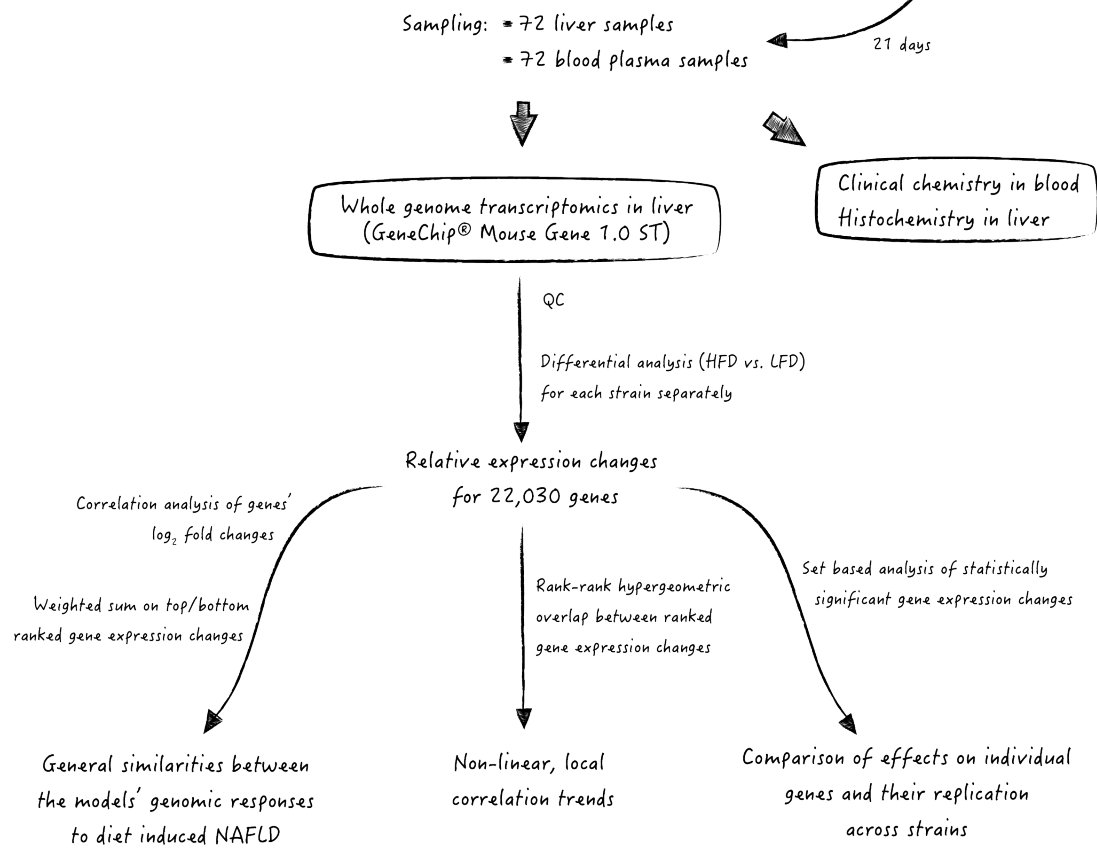 Sampling: * 72 liver samples
* 72 blood plasma samples
21 days
Clinical chemistry in blood
Histochemistry in liver
Whole genome transcriptomics in liver
(GeneChip® Mouse Gene 1.0 ST)
QC
Differential analysis (HFD vs. LFD)
for each strain separately
Relative expression changes
for 22,030 genes
Correlation analysis of genes'
log₂ fold changes
Weighted sum on top/bottom
ranked gene expression changes
Rank-rank hypergeometric
overlap between ranked
gene expression changes
Set based analysis of statistically
significant gene expression changes
General similarities between
the models' genomic responses
to diet induced NAFLD
Non-linear, local
correlation trends
Comparison of effects on individual
genes and their replication
across strains